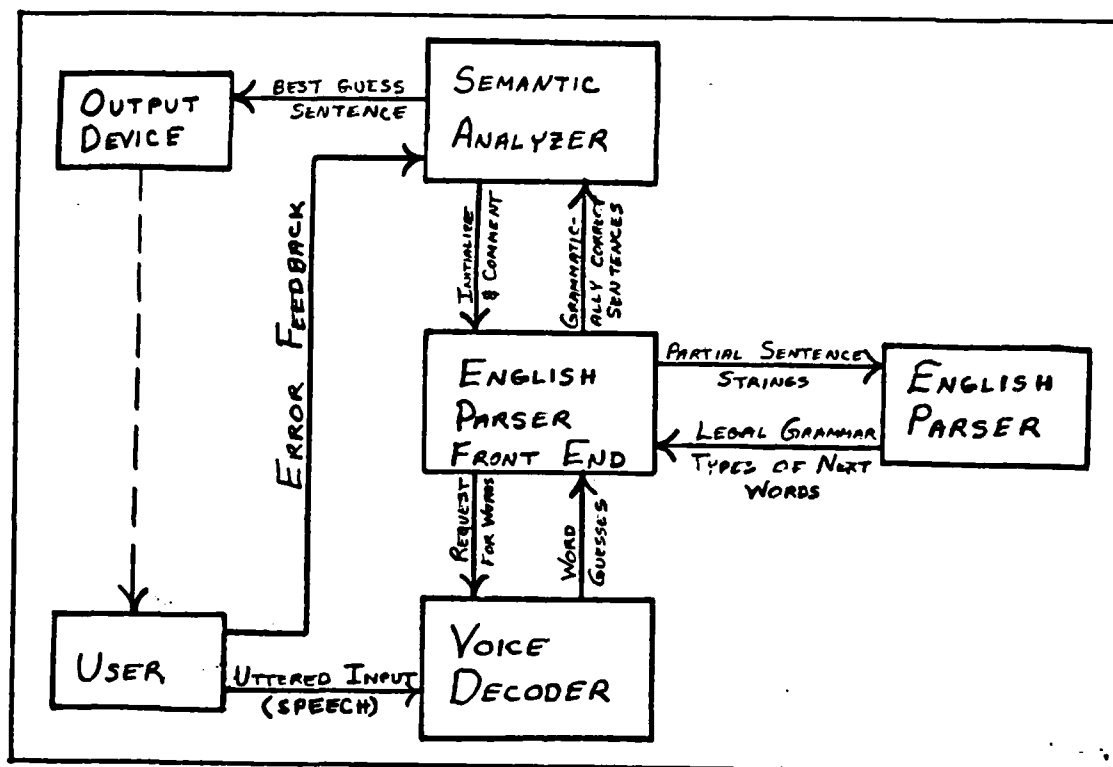 OUTPUT
DEVICE
BEST GUESS
SENTENCE
SEMANTIC
ANALYZER
ERROR FEEDBACK
INITIALIZE
& COMMENT
GRAMMATIC-
ALLY CORRECT
SENTENCES
ENGLISH
PARSER
FRONT END
PARTIAL SENTENCE
STRINGS
LEGAL GRAMMAR
TYPES OF NEXT
WORDS
ENGLISH
PARSER
REQUEST
FOR WORDS
WORD
GUESSES
USER
UTTERED INPUT
(SPEECH)
VOICE
DECODER